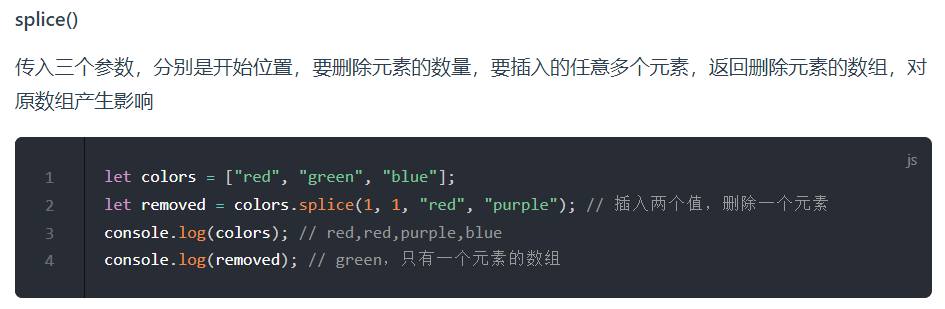 splice()
传入三个参数，分别是开始位置，要删除元素的数量，要插入的任意多个元素，返回删除元素的数组，对
原数组产生影响
js
1 let colors = ["red", "green", "blue"];
2 let removed = colors.splice(1, 1, "red", "purple"); // 插入两个值，删除一个元素
3 console.log(colors); // red,red,purple,blue
4 console.log(removed); // green，只有一个元素的数组